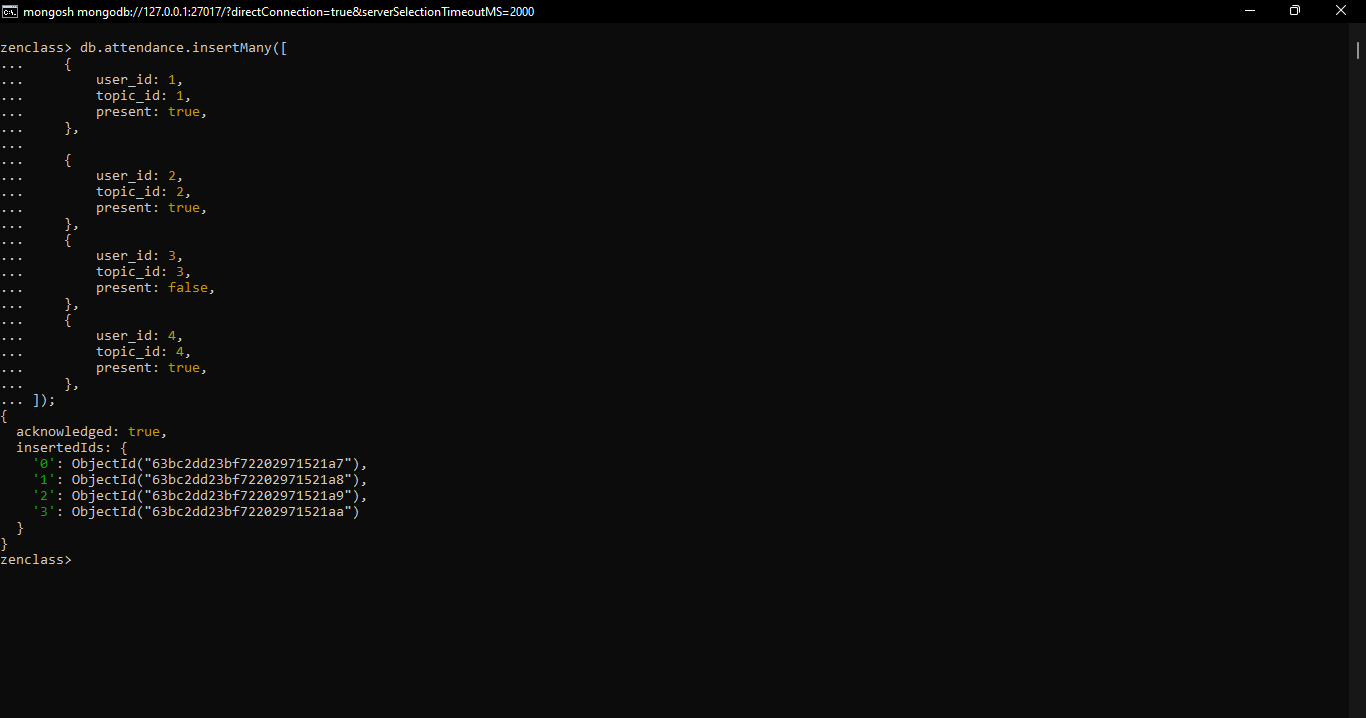 mongosh mongodb://127.0.0.1:27017/?directConnection=true&serverSelectionTimeoutMS=2000
zenclass> db.attendance.insertMany([
...     {
...         user_id: 1,
...         topic_id: 1,
...         present: true,
...     },
...
...     {
...         user_id: 2,
...         topic_id: 2,
...         present: true,
...     },
...     {
...         user_id: 3,
...         topic_id: 3,
...         present: false,
...     },
...     {
...         user_id: 4,
...         topic_id: 4,
...         present: true,
...     },
... ]);
{
  acknowledged: true,
  insertedIds: {
    '0': ObjectId("63bc2dd23bf72202971521a7"),
    '1': ObjectId("63bc2dd23bf72202971521a8"),
    '2': ObjectId("63bc2dd23bf72202971521a9"),
    '3': ObjectId("63bc2dd23bf72202971521aa")
  }
}
zenclass>